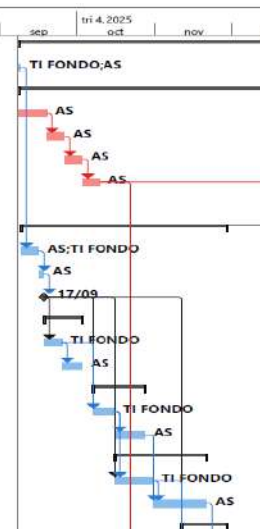 tri 4, 2025
sep oct nov
TI FONDO;AS
AS
AS
AS
AS
AS;TI FONDO
AS
17/09
TI FONDO
AS
TI FONDO
AS
TI FONDO
AS